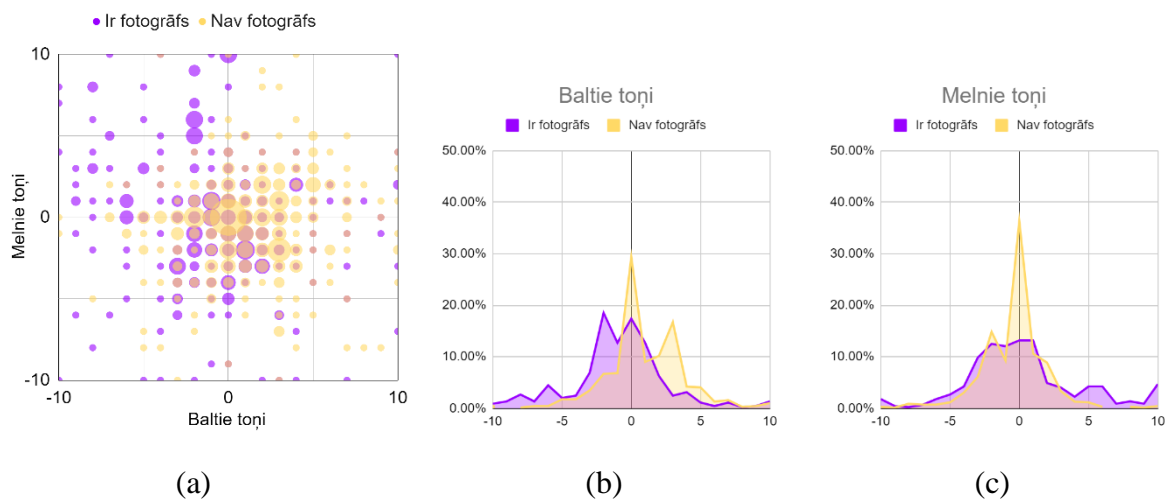 Ir fotogrāfs Nav fotogrāfs
10
0
-10
Melnie toņi
-10 0 10
Baltie toņi
(a)
Baltie toņi
Ir fotogrāfs Nav fotogrāfs
50.00%
40.00%
30.00%
20.00%
10.00%
0.00%
-10 -5 0 5 10
(b)
Melnie toņi
Ir fotogrāfs Nav fotogrāfs
50.00%
40.00%
30.00%
20.00%
10.00%
0.00%
-10 -5 0 5 10
(c)